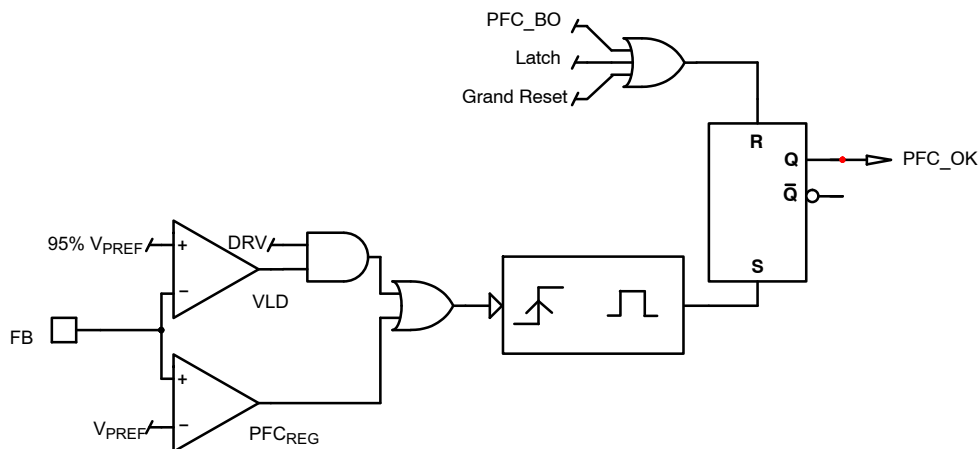 PFC_BO
Latch
Grand Reset
R
Q
PFC_OK
Q̅
S
95% VPREF
+
−
DRV
VLD
FB
+
−
VPREF
PFCREG